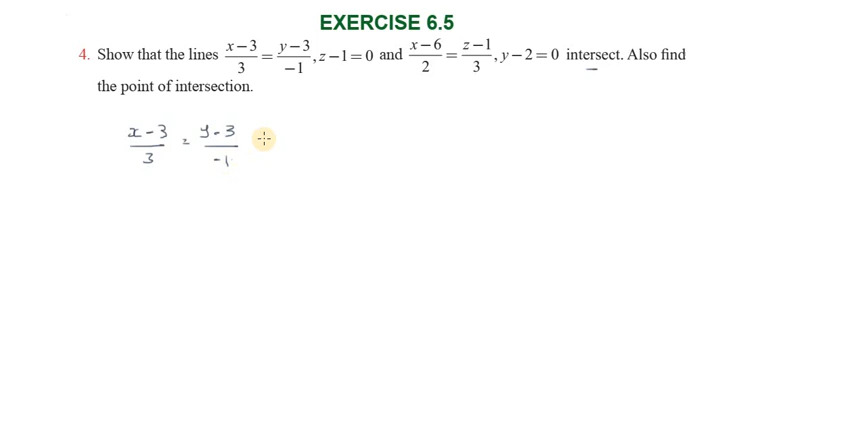 EXERCISE 6.5
4. Show that the lines (x−3)/3 = (y−3)/−1, z−1=0 and (x−6)/2 = (z−1)/3, y−2=0 intersect. Also find
the point of intersection.
(x-3)/3 = (y-3)/-1